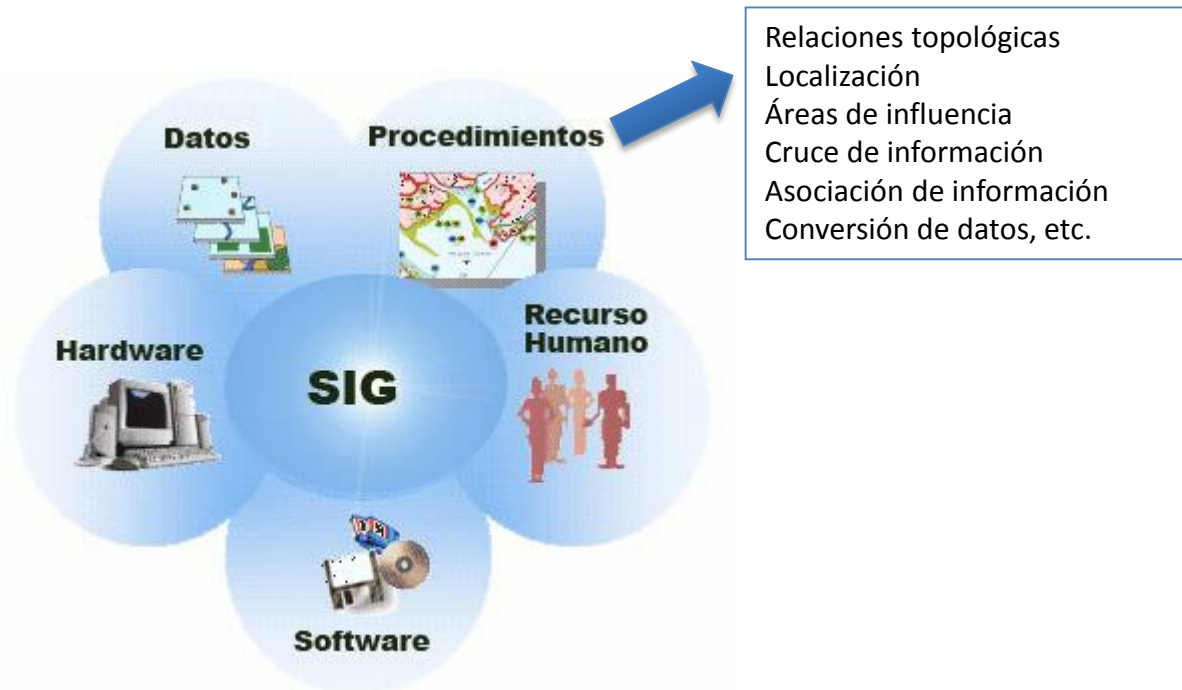 Relaciones topológicas
Localización
Áreas de influencia
Cruce de información
Asociación de información
Conversión de datos, etc.
Datos
Procedimientos
Hardware
SIG
Recurso
Humano
Software